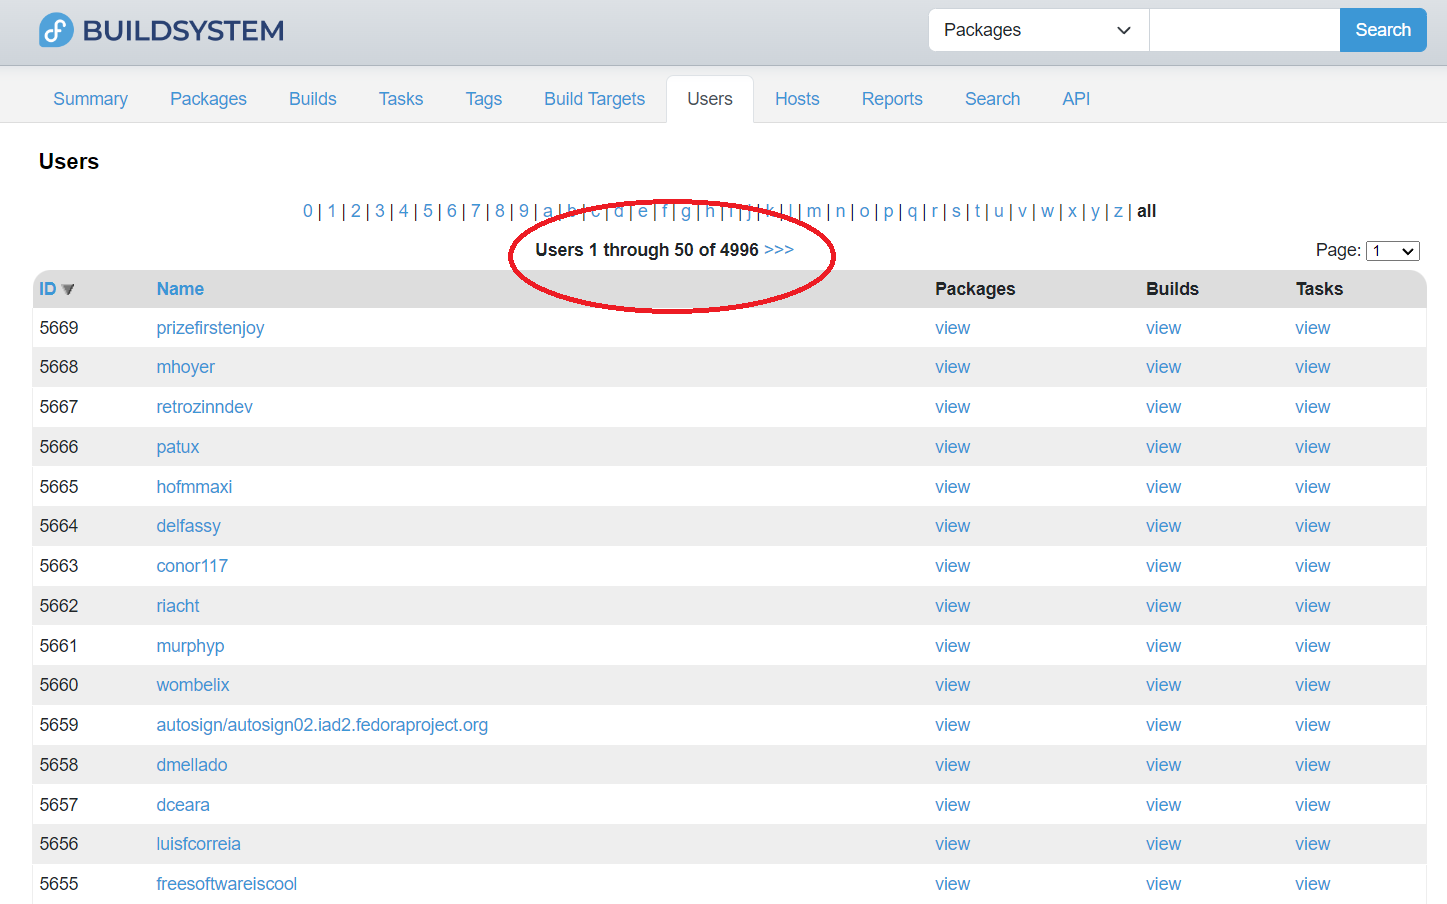 BUILDSYSTEM
Packages Search
Summary Packages Builds Tasks Tags Build Targets Users Hosts Reports Search API
Users
0 | 1 | 2 | 3 | 4 | 5 | 6 | 7 | 8 | 9 | a | b | c | d | e | f | g | h | i | j | k | l | m | n | o | p | q | r | s | t | u | v | w | x | y | z | all
Users 1 through 50 of 4996 >>>
Page: 1
ID Name Packages Builds Tasks
5669 prizefirstenjoy view view view
5668 mhoyer view view view
5667 retrozinndev view view view
5666 patux view view view
5665 hofmmaxi view view view
5664 delfassy view view view
5663 conor117 view view view
5662 riacht view view view
5661 murphyp view view view
5660 wombelix view view view
5659 autosign/autosign02.iad2.fedoraproject.org view view view
5658 dmellado view view view
5657 dceara view view view
5656 luisfcorreia view view view
5655 freesoftwareiscool view view view